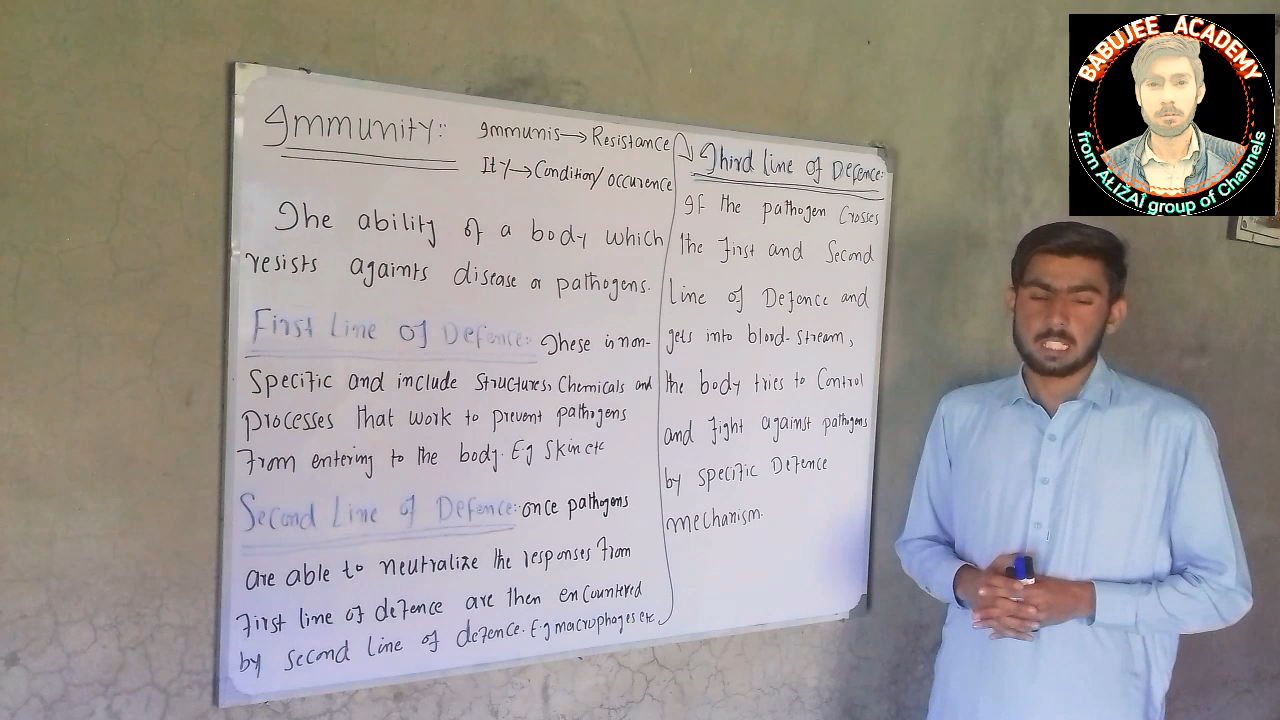 Immunity:
Immunis → Resistance
Ity → Condition/occurence
The ability of a body which
resists againts disease or pathogens.
First Line of Defence: These is non-
Specific and include structures, Chemicals and
processes that work to prevent pathogens
from entering to the body. E.g Skin etc
Second Line of Defence: once pathogens
are able to neutralize the responses from
first line of defence are then encountered
by second line of defence. E.g macrophages etc.
Third line of Defence:
If the pathogen Crosses
the first and Second
line of Defence and
gets into blood-stream,
the body tries to Control
and fight against pathogens
by specific Defence
mechanism.
BABUJEE ACADEMY
from ALIZAI group of Channels